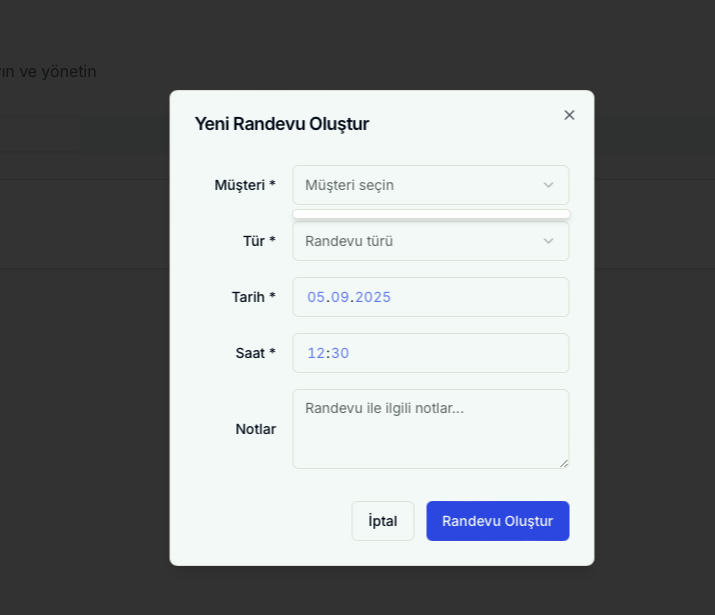 ın ve yönetin
Yeni Randevu Oluştur
Müşteri *
Müşteri seçin
Tür *
Randevu türü
Tarih *
05.09.2025
Saat *
12:30
Notlar
Randevu ile ilgili notlar...
İptal
Randevu Oluştur